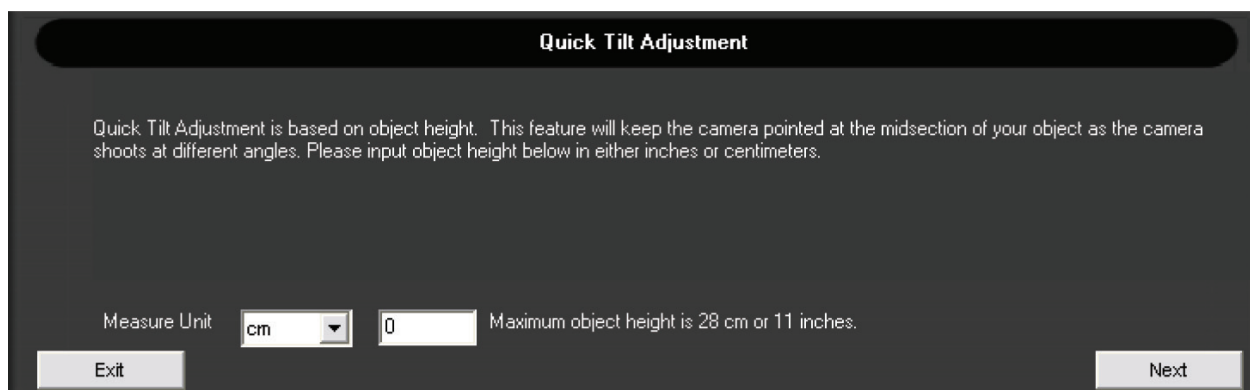 Quick Tilt Adjustment
Quick Tilt Adjustment is based on object height.  This feature will keep the camera pointed at the midsection of your object as the camera
shoots at different angles. Please input object height below in either inches or centimeters.
Measure Unit cm 0 Maximum object height is 28 cm or 11 inches.
Exit Next